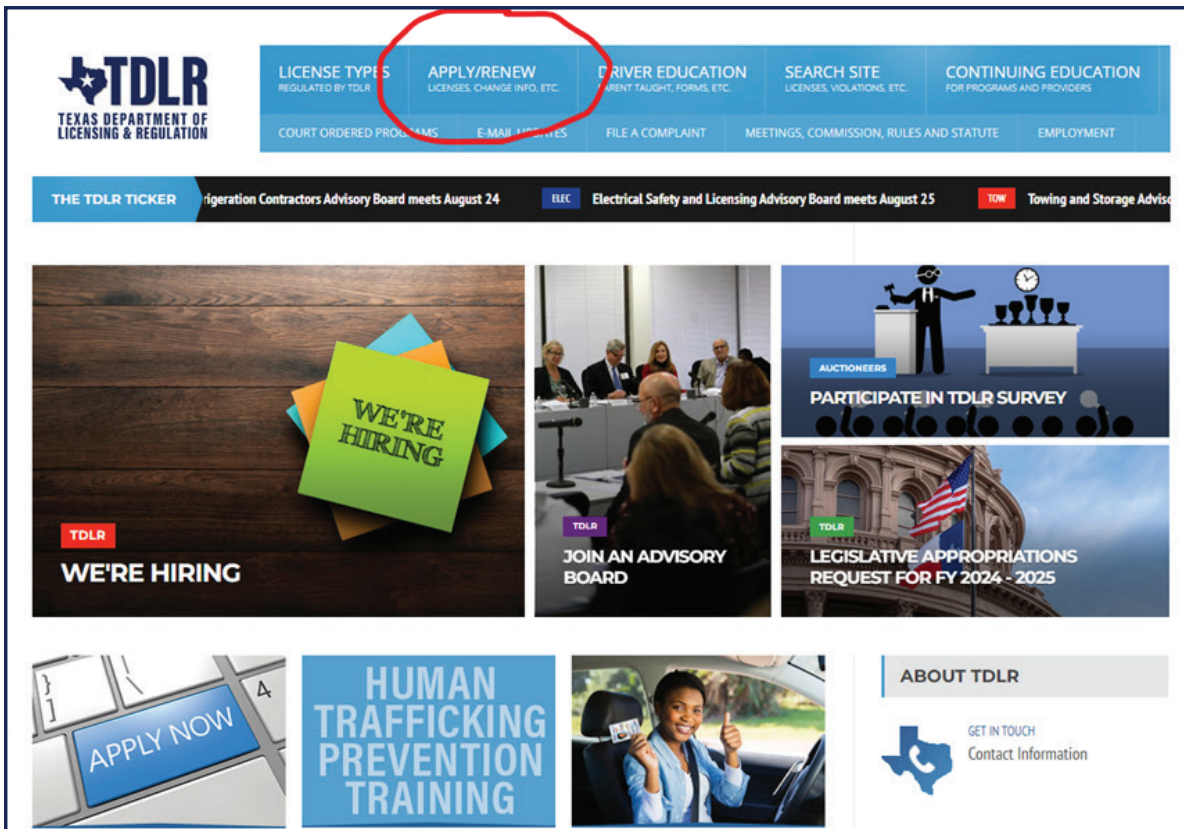 TDLR
TEXAS DEPARTMENT OF
LICENSING & REGULATION
LICENSE TYPES
REGULATED BY TDLR
APPLY/RENEW
LICENSES, CHANGE INFO, ETC.
DRIVER EDUCATION
PARENT TAUGHT, FORMS, ETC.
SEARCH SITE
LICENSES, VIOLATIONS, ETC.
CONTINUING EDUCATION
FOR PROGRAMS AND PROVIDERS
COURT ORDERED PROGRAMS
E-MAIL UPDATES
FILE A COMPLAINT
MEETINGS, COMMISSION, RULES AND STATUTE
EMPLOYMENT
THE TDLR TICKER
Contractors Advisory Board meets August 24
ELEC
Electrical Safety and Licensing Advisory Board meets August 25
TOW
Towing and Storage
WE'RE
HIRING
TDLR
WE'RE HIRING
TDLR
JOIN AN ADVISORY
BOARD
AUCTIONEERS
PARTICIPATE IN TDLR SURVEY
TDLR
LEGISLATIVE APPROPRIATIONS
REQUEST FOR FY 2024 - 2025
}
]
\
4
APPLY NOW
HUMAN
TRAFFICKING
PREVENTION
TRAINING
ABOUT TDLR
GET IN TOUCH
Contact Information